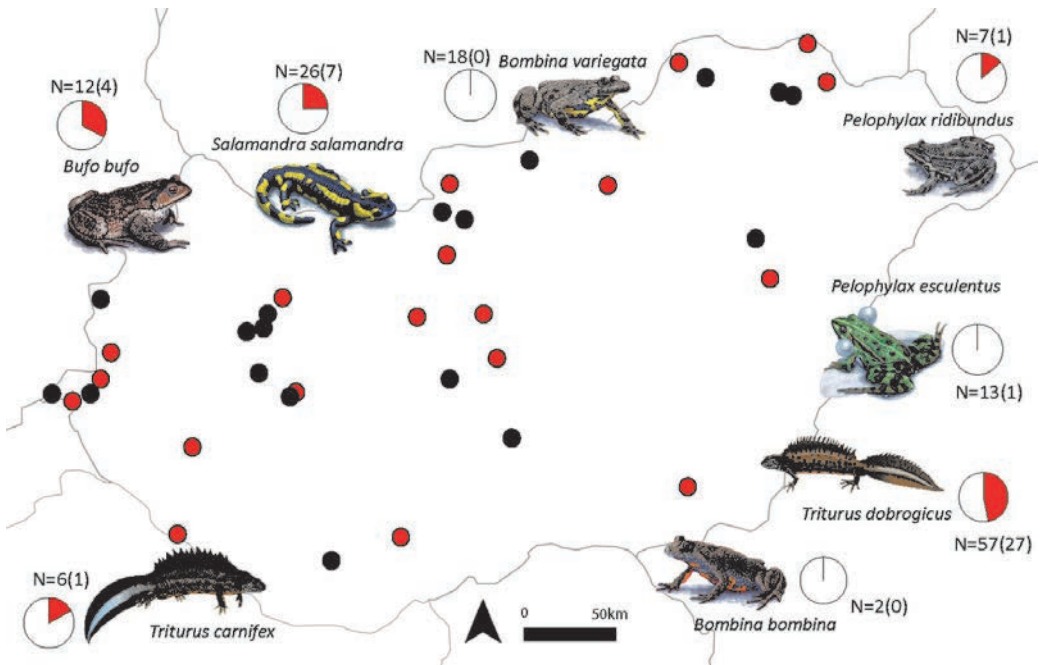 N=18(0)
Bombina variegata
N=7(1)
N=12(4)
N=26(7)
Pelophylax ridibundus
Bufo bufo
Salamandra salamandra
Pelophylax esculentus
N=13(1)
Triturus dobrogicus
N=57(27)
N=6(1)
Triturus carnifex
0 50km
N=2(0)
Bombina bombina